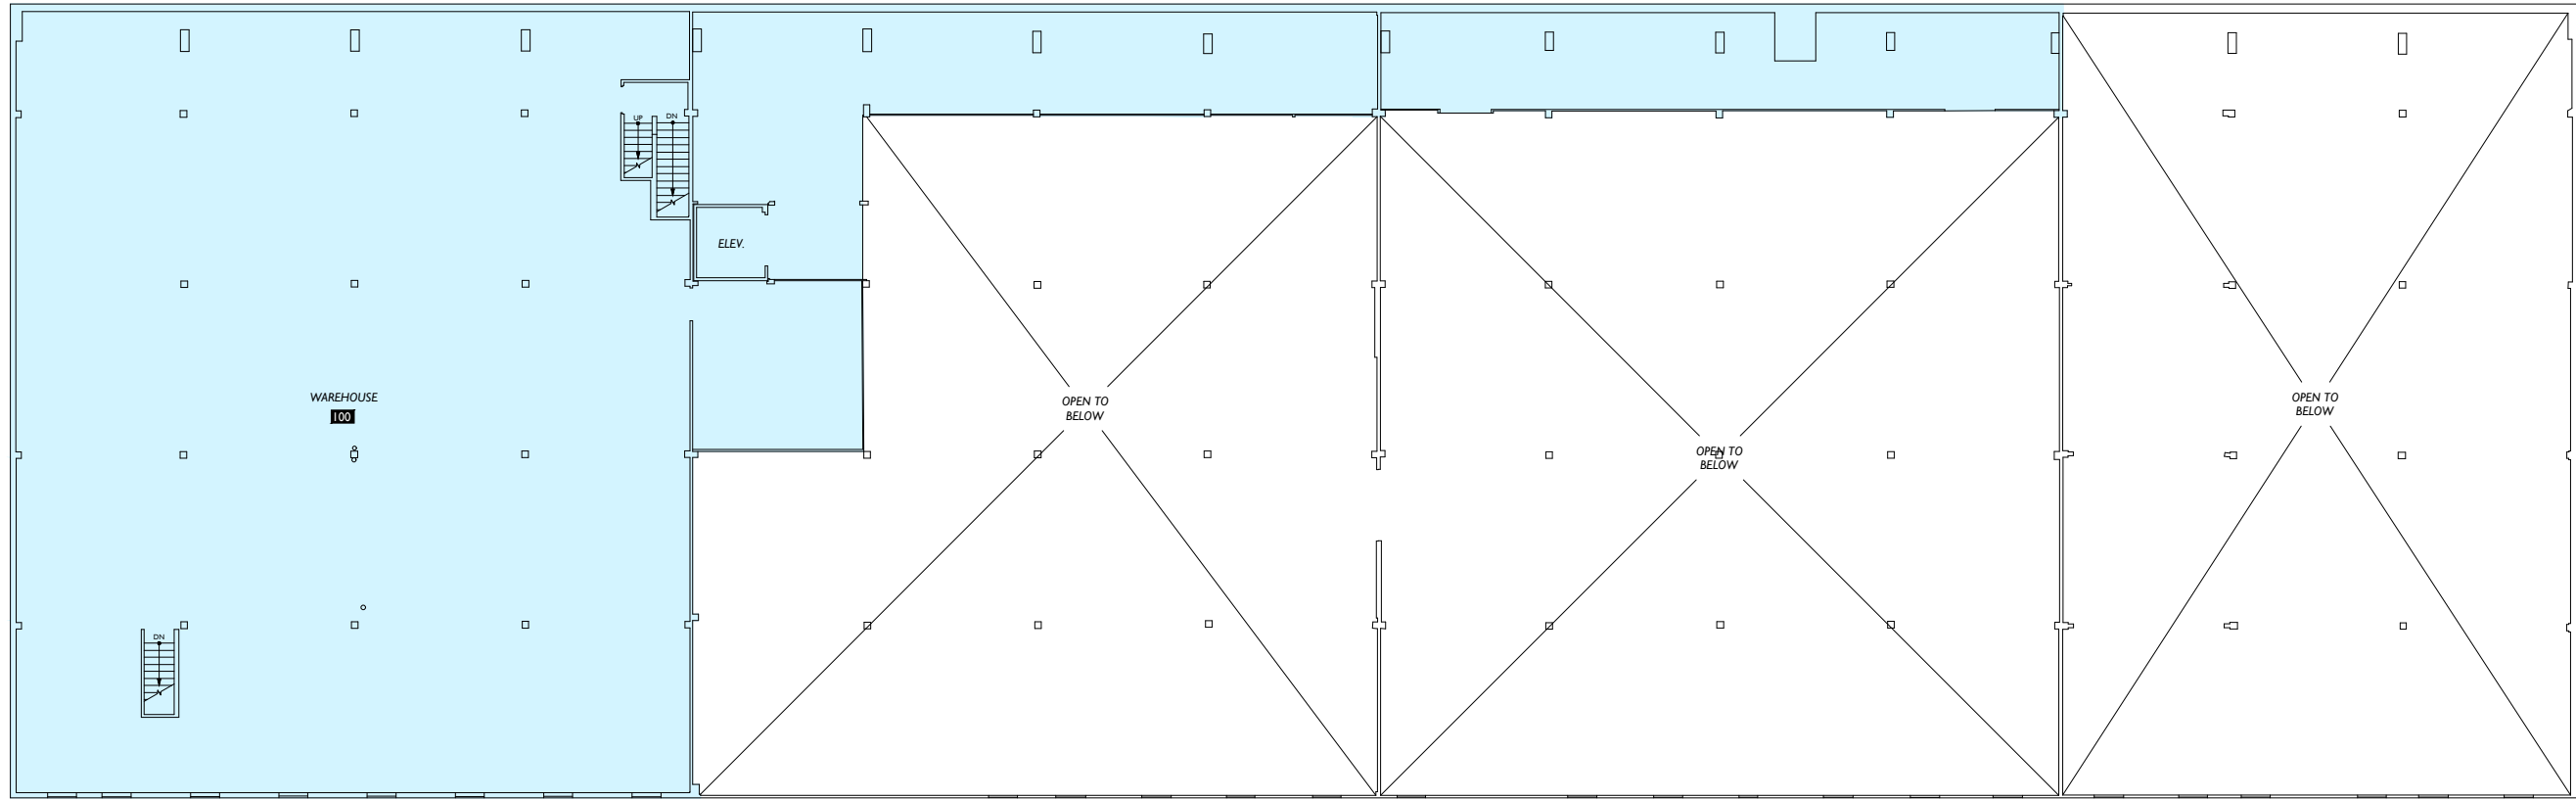 UP
DN
ELEV.
WAREHOUSE
100
OPEN TO
BELOW
OPEN TO
BELOW
OPEN TO
BELOW
DN